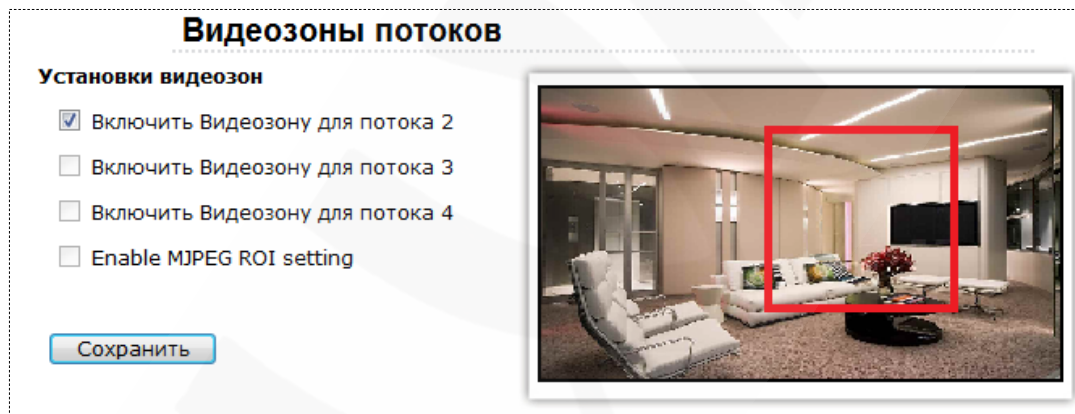 Видеозоны потоков
Установки видеозон
Включить Видеозону для потока 2
Включить Видеозону для потока 3
Включить Видеозону для потока 4
Enable MJPEG ROI setting
Сохранить